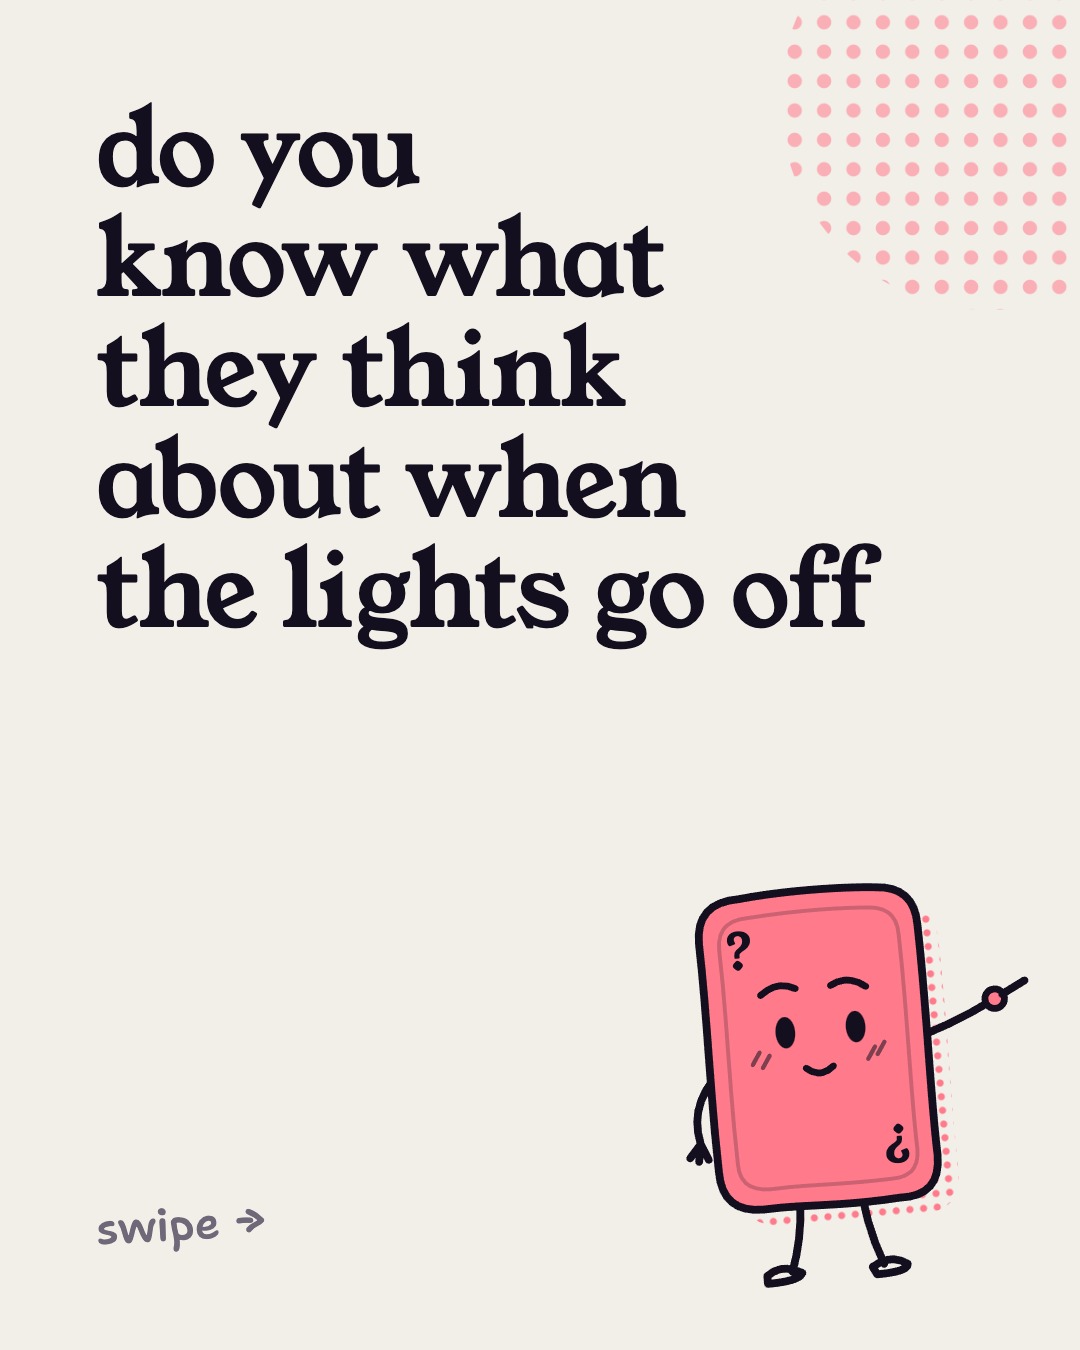 do you
know what
they think
about when
the lights go off
?
¿
swipe →